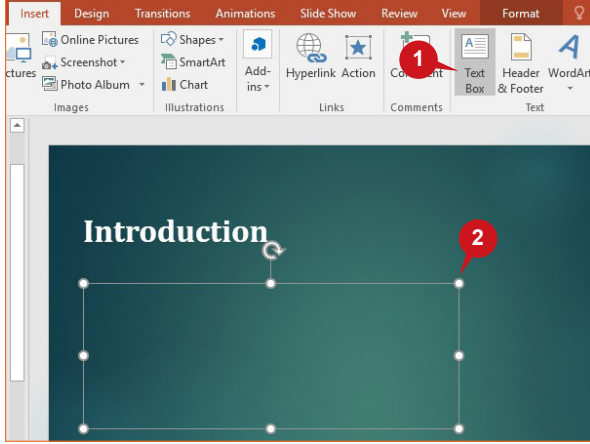 Insert Design Transitions Animations Slide Show Review View Format
Online Pictures
Screenshot
Photo Album
ctures
Images
Shapes
SmartArt
Chart
Illustrations
Add-
ins
Hyperlink Action
Links
1
Comments
Text
Box
Header
& Footer
WordArt
Text
Introduction
2